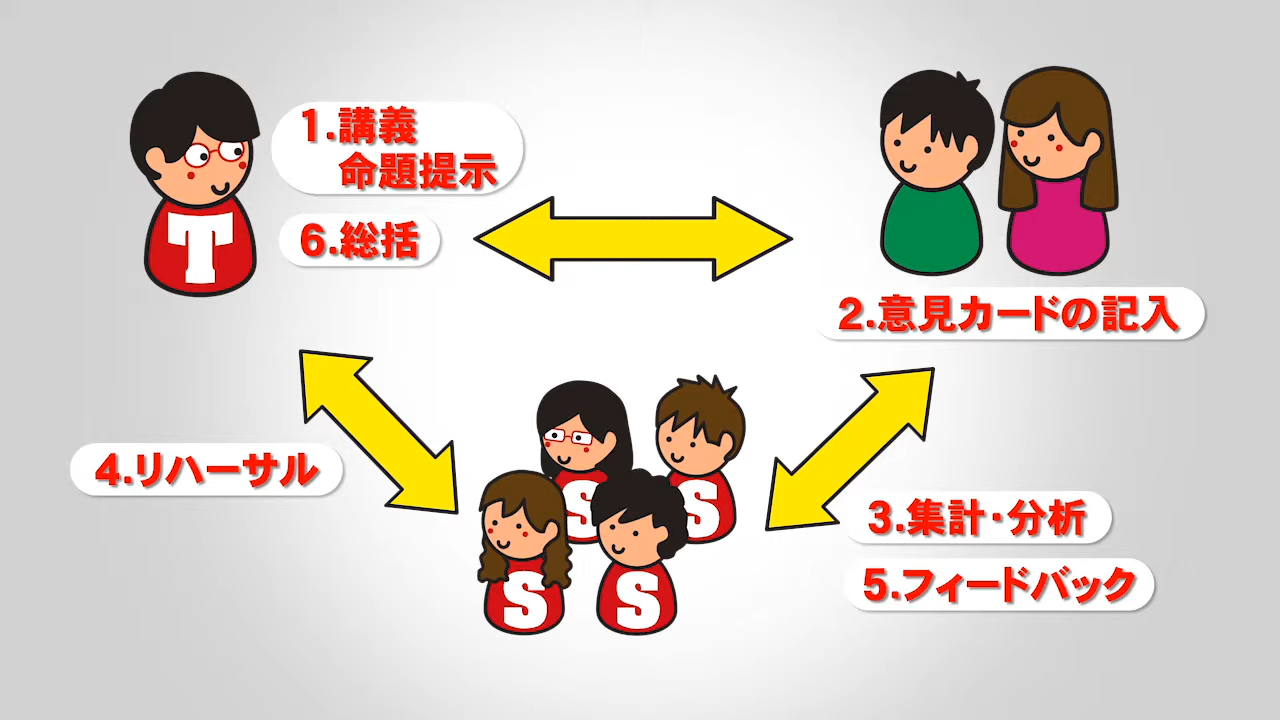 1.講義
命題提示
6.総括
T
2.意見カードの記入
4.リハーサル
S
S
S
S
3.集計・分析
5.フィードバック